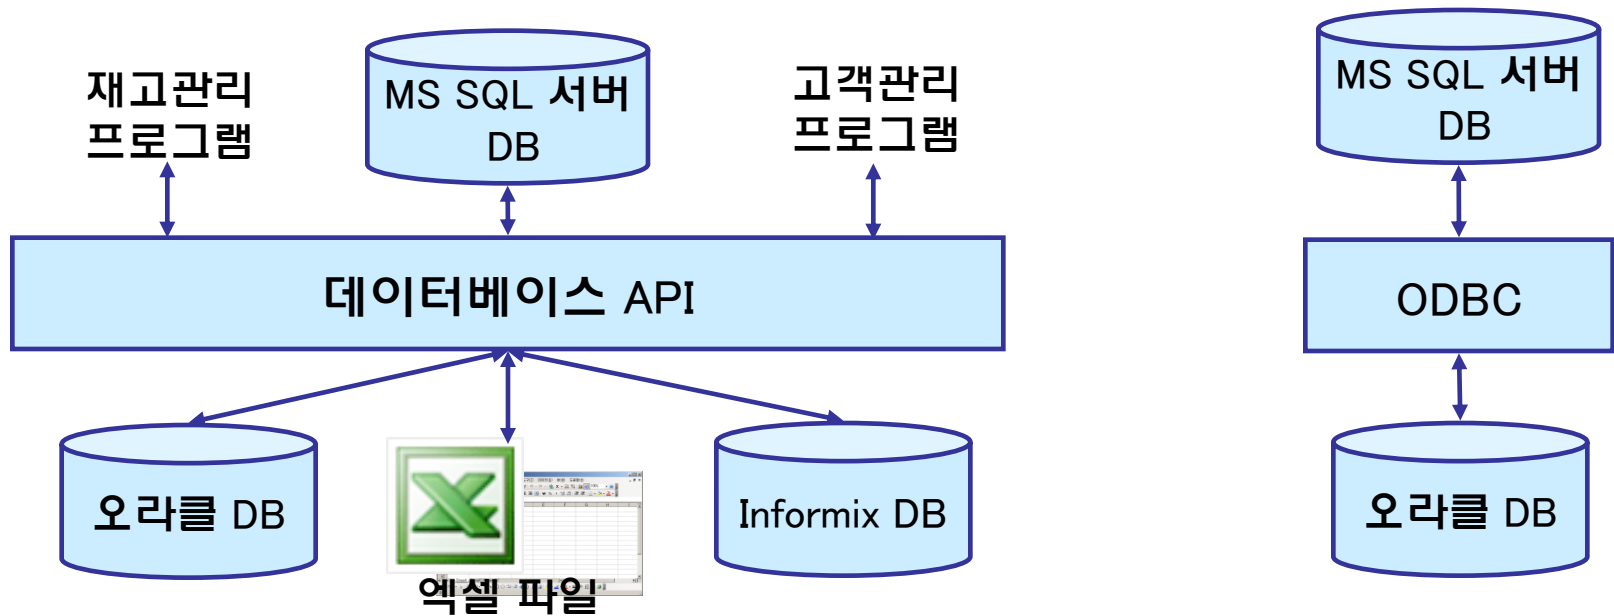 재고관리
프로그램
MS SQL 서버
DB
고객관리
프로그램
데이터베이스 API
오라클 DB
엑셀 파일
Informix DB
MS SQL 서버
DB
ODBC
오라클 DB